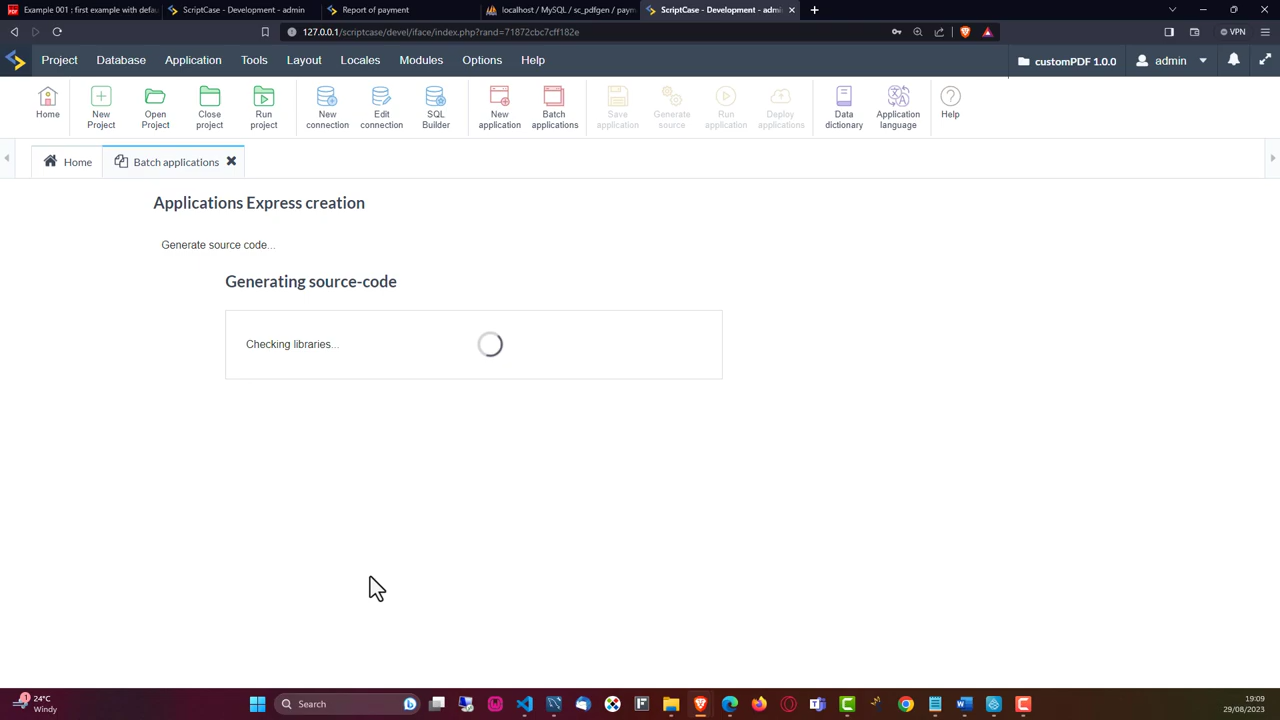 Example 001 : first example with defau
ScriptCase - Development - admin
Report of payment
localhost / MySQL / sc_pdfgen / paym
ScriptCase - Development - admi
127.0.0.1/scriptcase/devel/iface/index.php?rand=71872cbc7cff182e
VPN
Project Database Application Tools Layout Locales Modules Options Help
customPDF 1.0.0
admin
Home
New Project
Open Project
Close project
Run project
New connection
Edit connection
SQL Builder
New application
Batch applications
Save application
Generate source
Run application
Deploy applications
Data dictionary
Application language
Help
Home
Batch applications
Applications Express creation
Generate source code...
Generating source-code
Checking libraries...
1
24°C
Windy
Search
19:09
29/08/2023